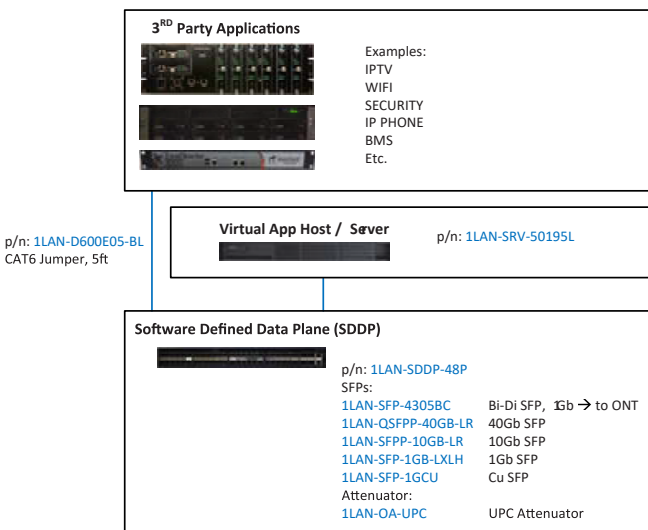 3RD Party Applications
Examples:
IPTV
WIFI
SECURITY
IP PHONE
BMS
Etc.
p/n: 1LAN-D600E05-BL
CAT6 Jumper, 5ft
Virtual App Host / Server
p/n: 1LAN-SRV-50195L
Software Defined Data Plane (SDDP)
p/n: 1LAN-SDDP-48P
SFPs:
1LAN-SFP-4305BC Bi-Di SFP, 1Gb → to ONT
1LAN-QSFPP-40GB-LR 40Gb SFP
1LAN-SFPP-10GB-LR 10Gb SFP
1LAN-SFP-1GB-LXLH 1Gb SFP
1LAN-SFP-1GCU Cu SFP
Attenuator:
1LAN-OA-UPC UPC Attenuator